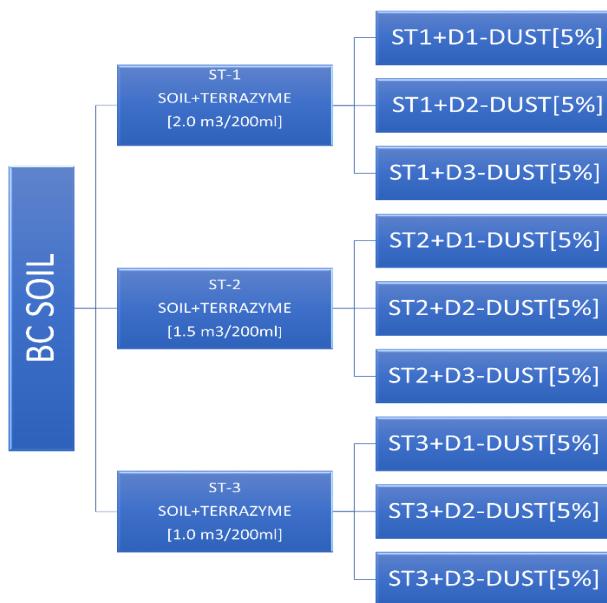 BC SOIL
ST-1
SOIL+TERRAZYME
[2.0 m3/200ml]
ST1+D1-DUST[5%]
ST1+D2-DUST[5%]
ST1+D3-DUST[5%]
ST-2
SOIL+TERRAZYME
[1.5 m3/200ml]
ST2+D1-DUST[5%]
ST2+D2-DUST[5%]
ST2+D3-DUST[5%]
ST-3
SOIL+TERRAZYME
[1.0 m3/200ml]
ST3+D1-DUST[5%]
ST3+D2-DUST[5%]
ST3+D3-DUST[5%]